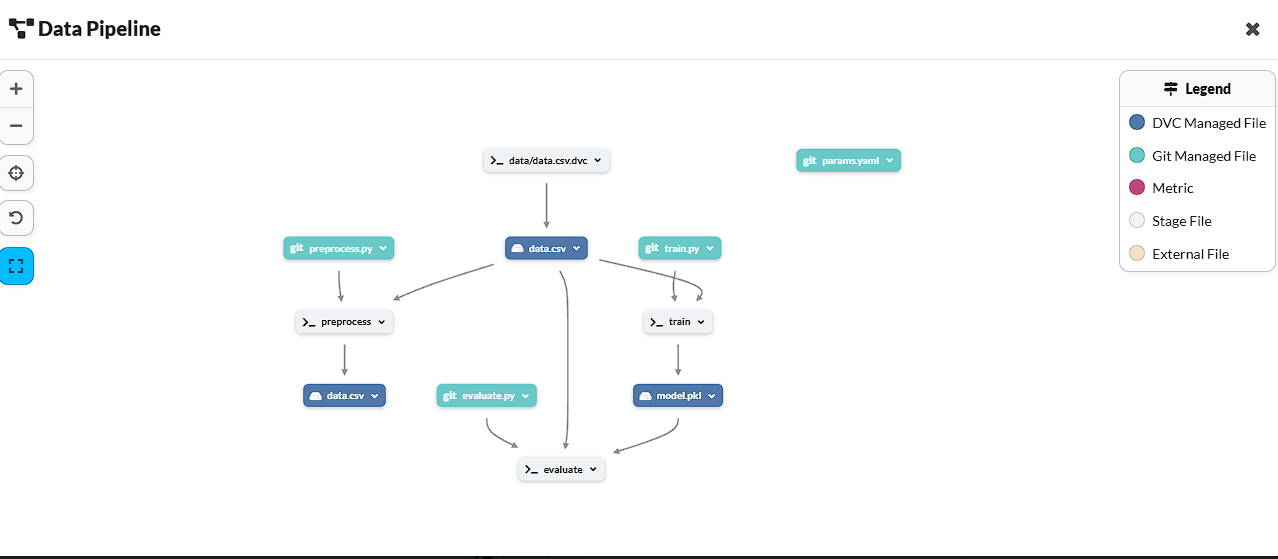 Data Pipeline
Legend
DVC Managed File
Git Managed File
Metric
Stage File
External File
>_ data/data.csv.dvc
git params.yaml
git preprocess.py
data.csv
git train.py
>_ preprocess
>_ train
data.csv
git evaluate.py
model.pkl
>_ evaluate